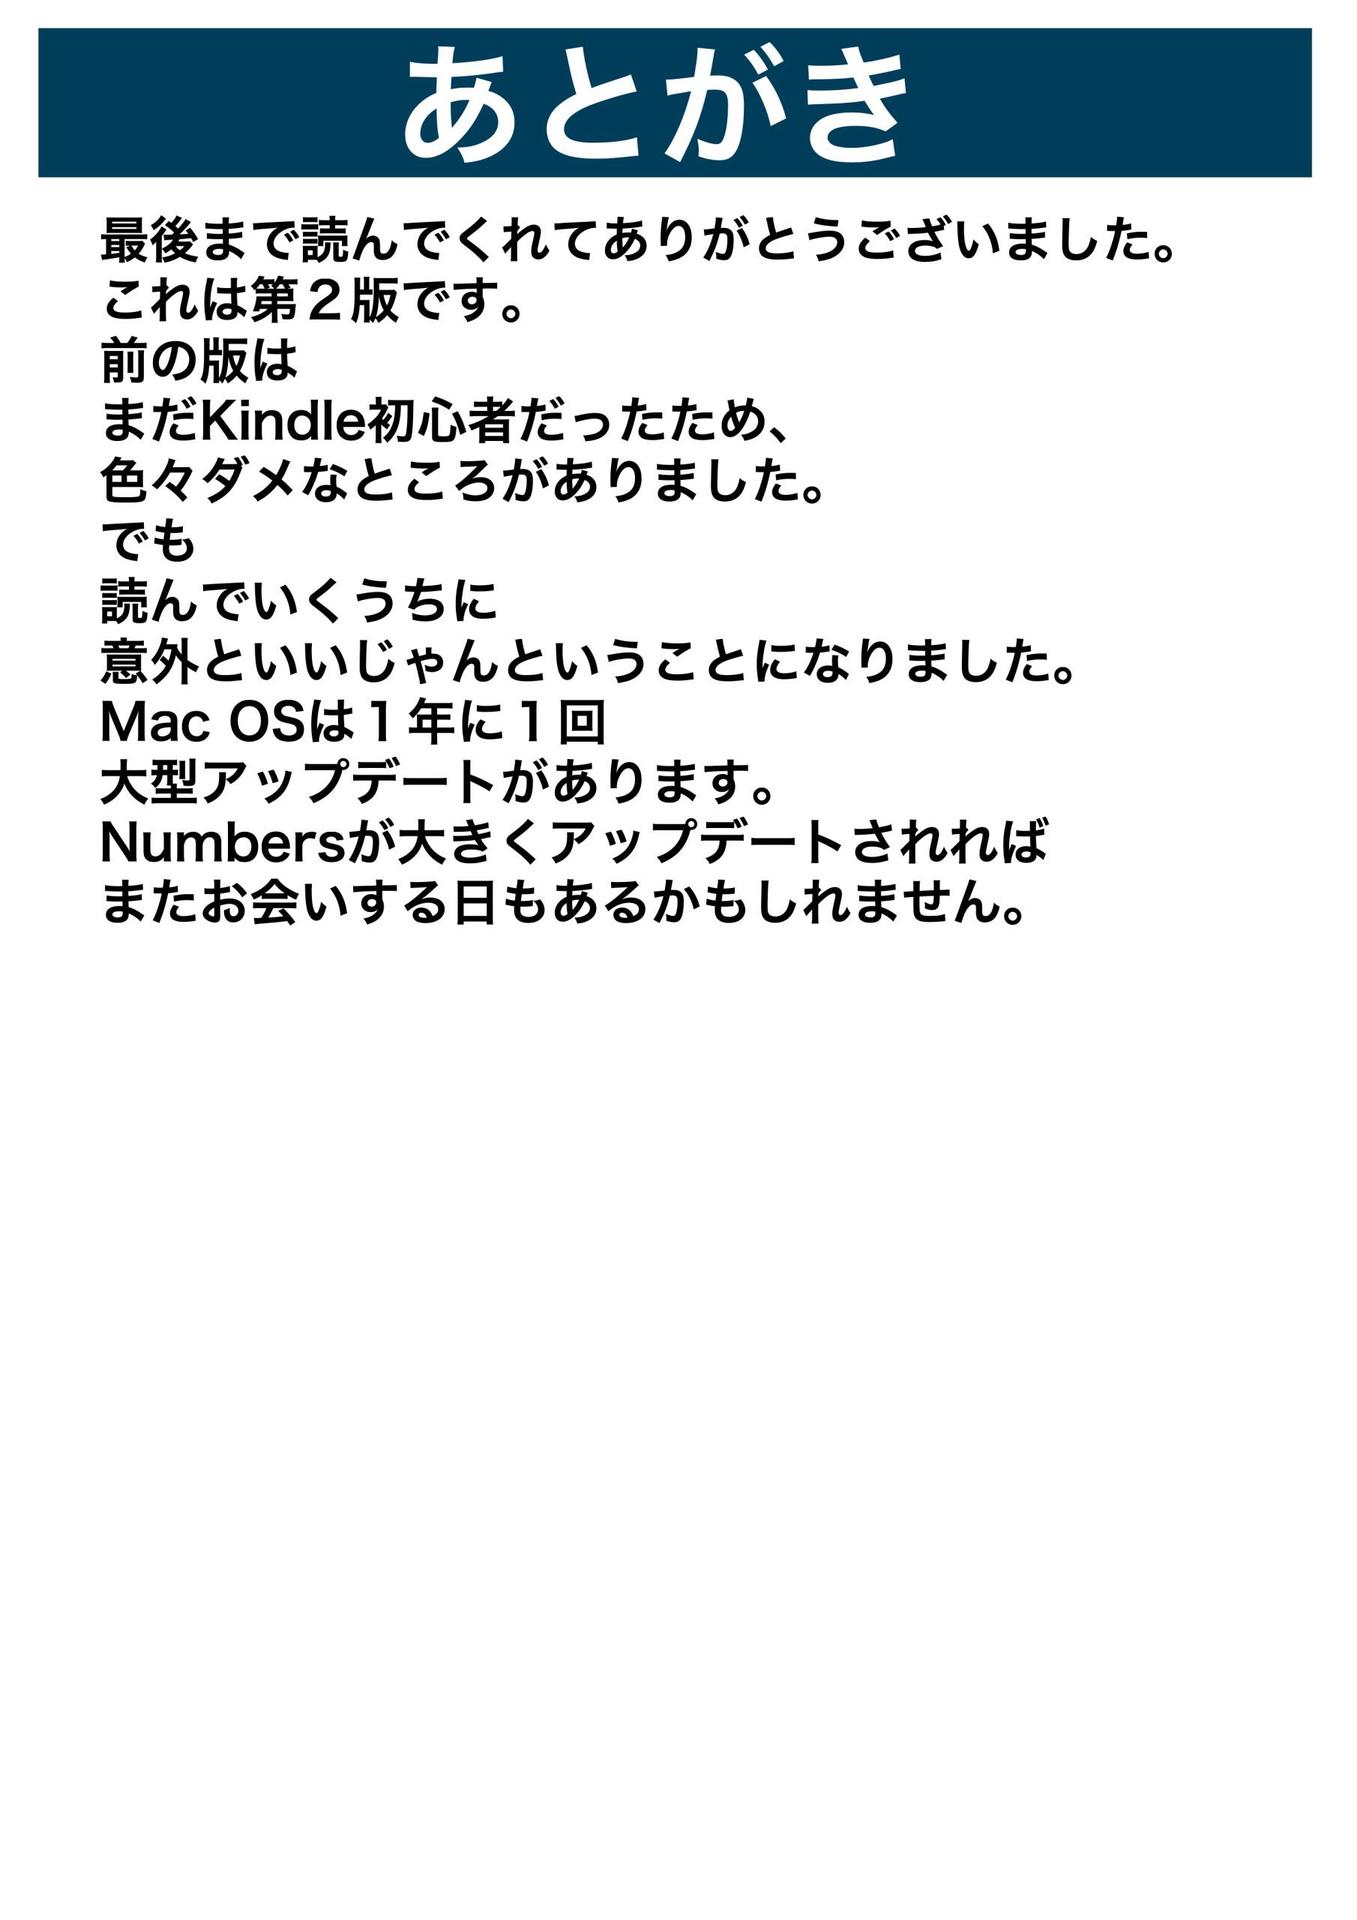 あとがき
最後まで読んでくれてありがとうございました。
これは第２版です。
前の版は
まだKindle初心者だったため、
色々ダメなところがありました。
でも
読んでいくうちに
意外といいじゃんということになりました。
Mac OSは１年に１回
大型アップデートがあります。
Numbersが大きくアップデートされれば
またお会いする日もあるかもしれません。